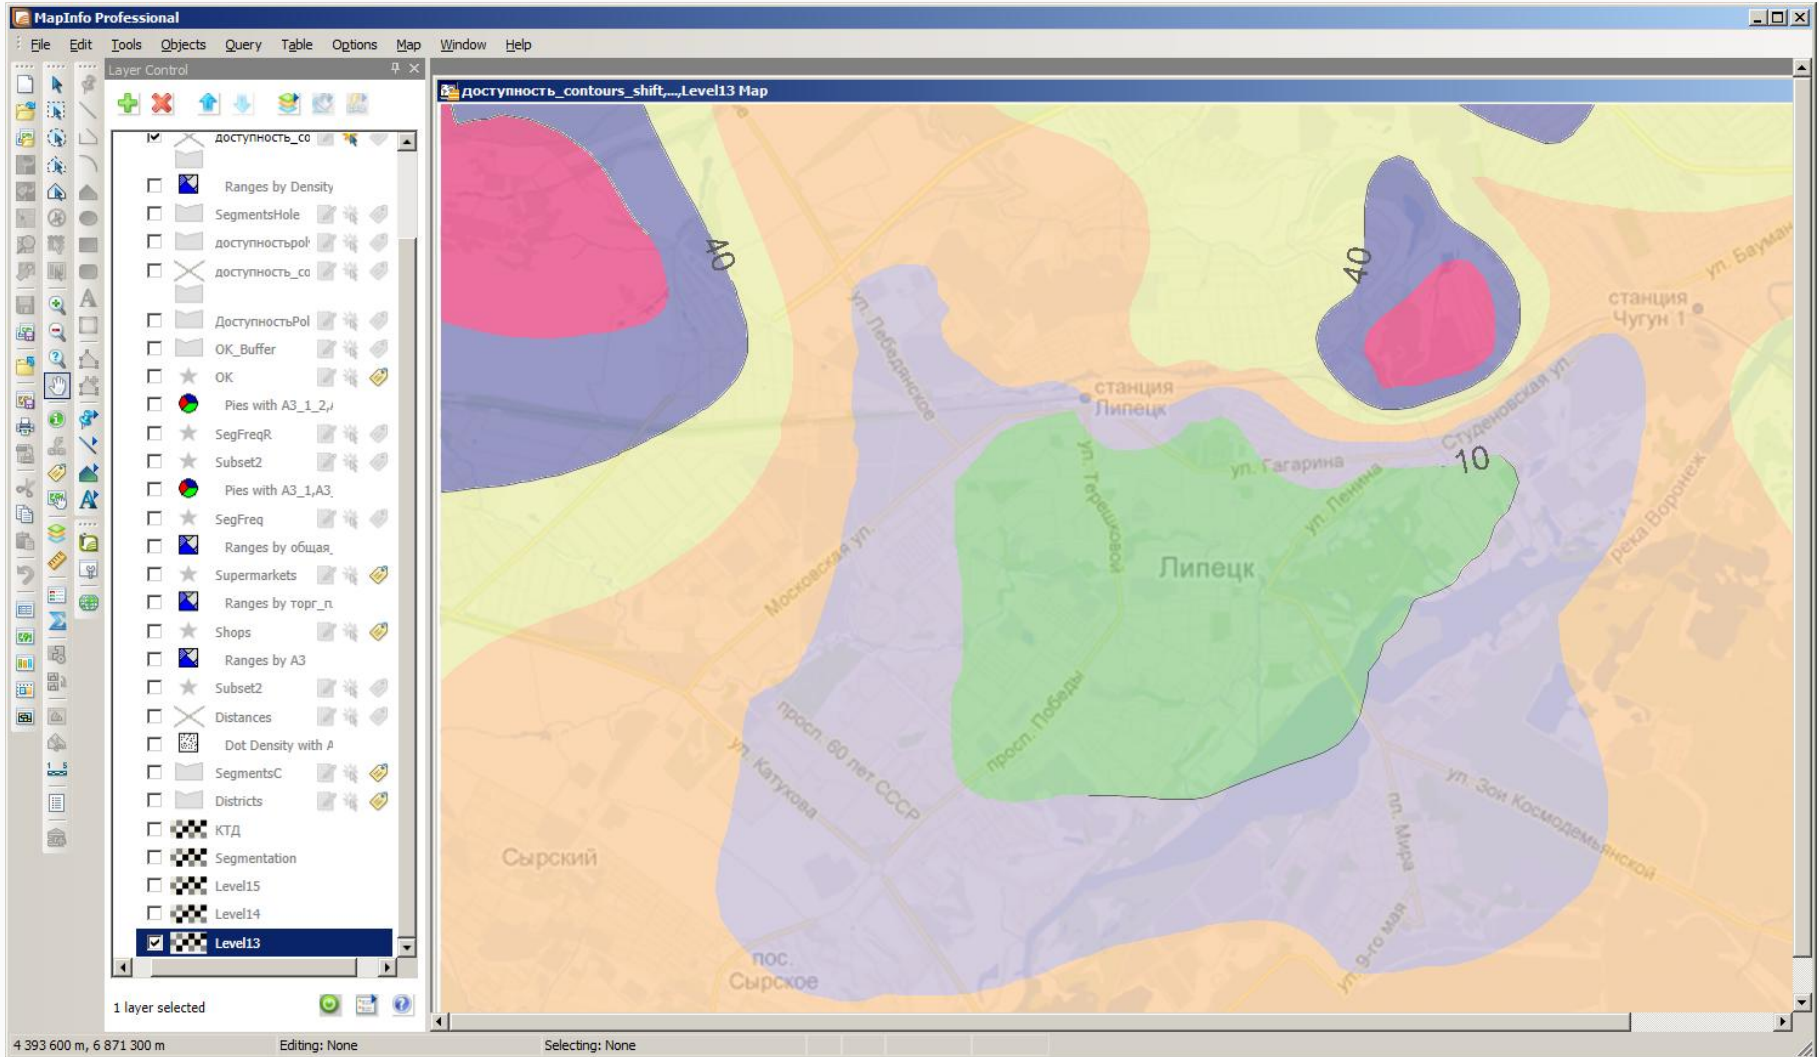 MapInfo Professional
File Edit Tools Objects Query Table Options Map Window Help
Layer Control
доступность_contours_shift,...,Level13 Map
доступность_со
Ranges by Density
SegmentsHole
доступностьpol
доступность_со
ДоступностьPol
OK_Buffer
OK
Pies with A3_1_2,
SegFreqR
Subset2
Pies with A3_1,A3_
SegFreq
Ranges by общая_
Supermarkets
Ranges by торг_п
Shops
Ranges by A3
Subset2
Distances
Dot Density with A
SegmentsC
Districts
КТД
Segmentation
Level15
Level14
Level13
1 layer selected
40
40
ул. Бауман
станция
Чугун 1
ул. Лебедянское
станция
Липецк
Студеновская ул.
10
ул. Гагарина
ул. Терешковой
ул. Ленина
река Воронеж
Московская ул.
Липецк
просп. Победы
просп. 60 лет СССР
ул. Катукова
ул. Зои Космодемьянской
пл. Мира
Сырский
ул. 9-го мая
пос.
Сырское
4 393 600 m, 6 871 300 m
Editing: None
Selecting: None